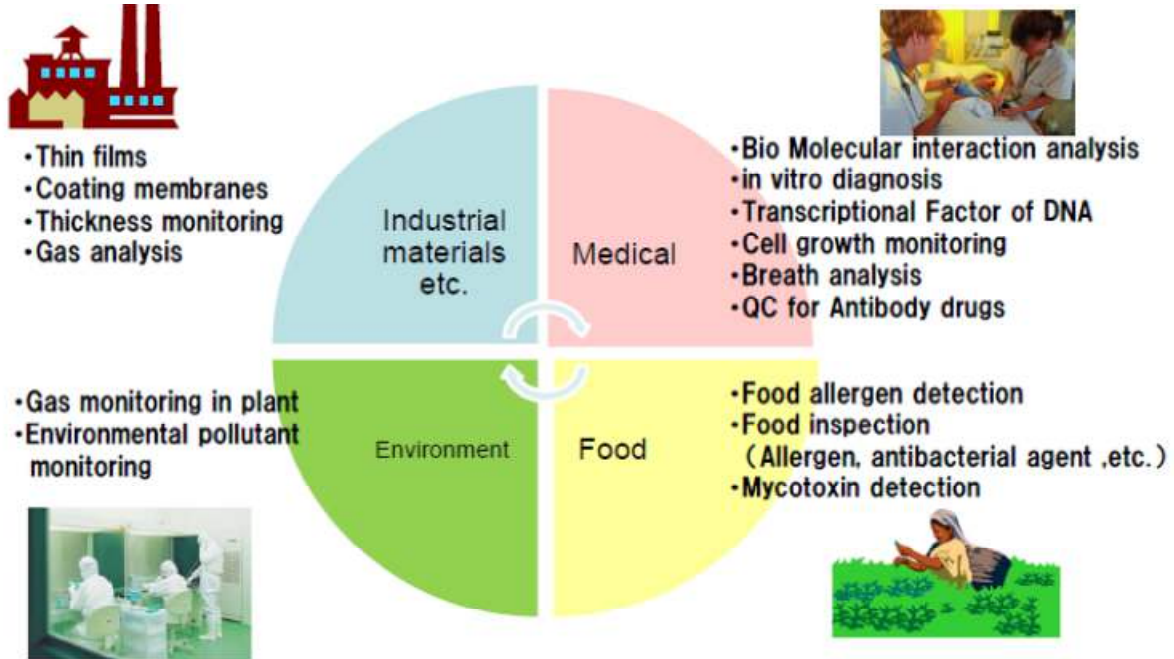 ・Thin films
・Coating membranes
・Thickness monitoring
・Gas analysis
Industrial
materials
etc.
Medical
・Bio Molecular interaction analysis
・in vitro diagnosis
・Transcriptional Factor of DNA
・Cell growth monitoring
・Breath analysis
・QC for Antibody drugs
・Gas monitoring in plant
・Environmental pollutant
monitoring
Environment
Food
・Food allergen detection
・Food inspection
（Allergen, antibacterial agent ,etc.）
・Mycotoxin detection